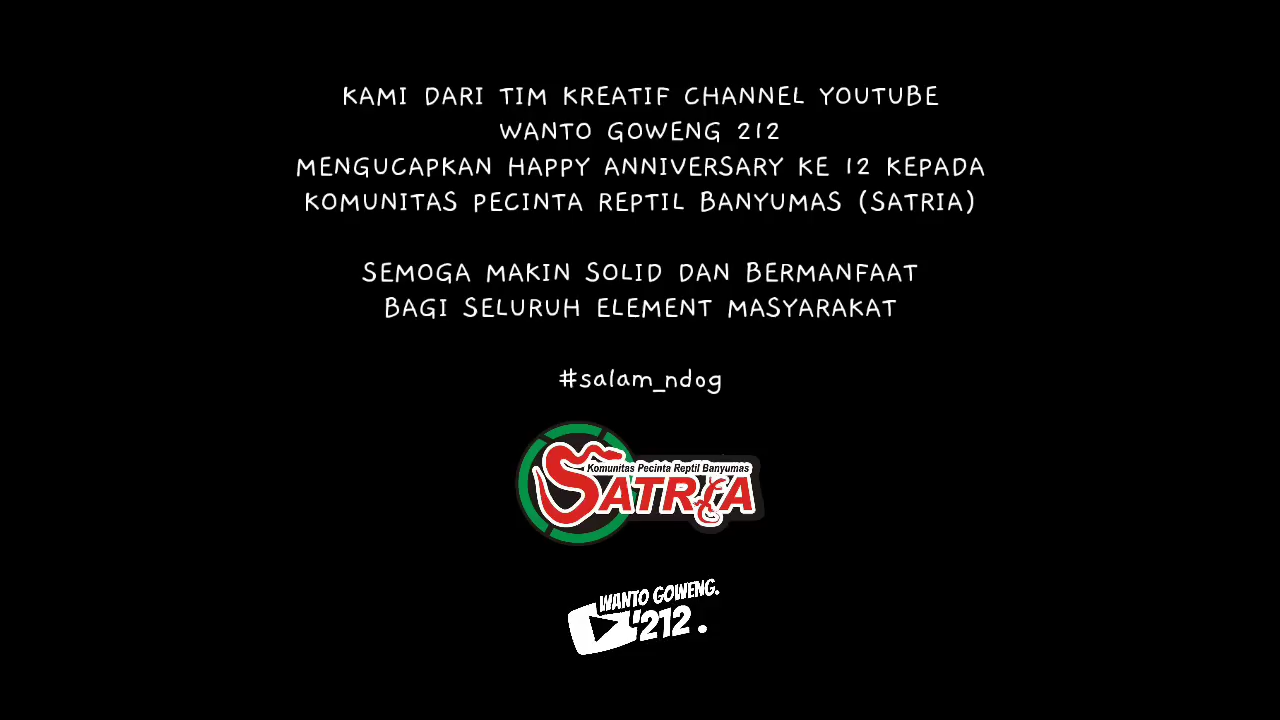 KAMI DARI TIM KREATIF CHANNEL YOUTUBE
WANTO GOWENG 212
MENGUCAPKAN HAPPY ANNIVERSARY KE 12 KEPADA
KOMUNITAS PECINTA REPTIL BANYUMAS (SATRIA)
SEMOGA MAKIN SOLID DAN BERMANFAAT
BAGI SELURUH ELEMENT MASYARAKAT
#salam_ndog
Komunitas Pecinta Reptil Banyumas
SATRIA
WANTO GOWENG.
'212 .